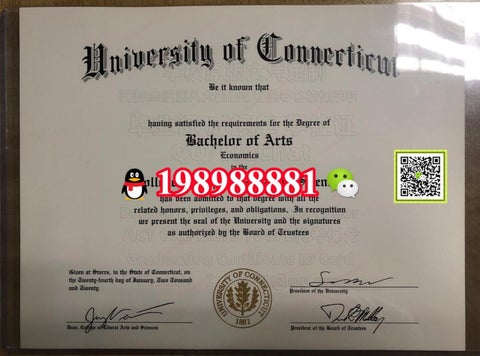 University of Connecticut
Be it known that
having satisfied the requirements for the Degree of
Bachelor of Arts
Economics
in the
198988881
has been admitted to that degree with all the
related honors, privileges, and obligations. In recognition
we present the seal of the University and the signatures
as authorized by the Board of Trustees
Given at Storrs, in the State of Connecticut, on
the Twenty-fourth day of January, Two Thousand
and Twenty.
President of the University
UNIVERSITY OF CONNECTICUT
1881
Dean, College of Liberal Arts and Sciences
President of the Board of Trustees